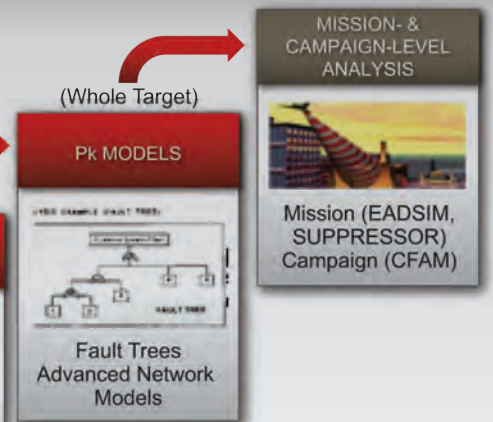 (Whole Target)
Pk MODELS
FAULT TREE
Fault Trees
Advanced Network
Models
MISSION- &
CAMPAIGN-LEVEL
ANALYSIS
Mission (EADSIM,
SUPPRESSOR)
Campaign (CFAM)